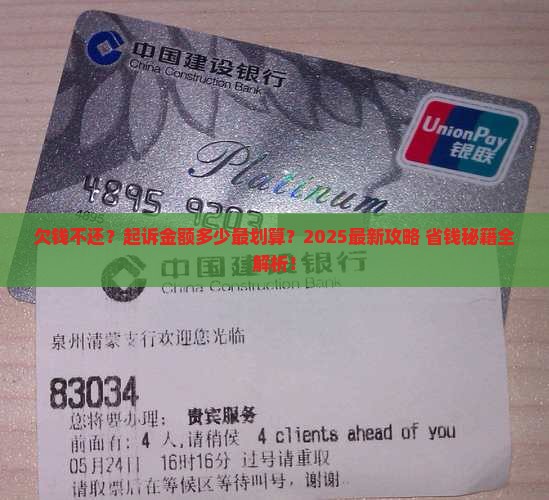 中国建设银行
China Construction Bank
UnionPay
银联
Platinum
4895 9203
欠钱不还？起诉金额多少最划算？2025最新攻略 省钱秘籍全
解析！
中国建设银行
China Construction Bank
泉州清蒙支行欢迎您光临
83034
您将要办理： 贵宾服务
前面有: 4 人,请稍侯 4 clients ahead of you
05月24日 16时16分 过号请重取
请取票后在等候区等待叫号，谢谢